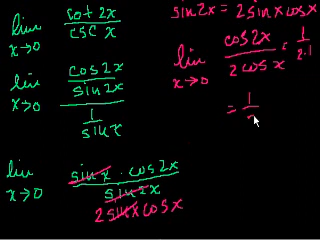 lim x→0 cot 2x / csc x
lim x→0 (cos 2x / sin 2x) / (1 / sin x)
lim x→0 sin x · cos 2x / sin 2x
2 sin x cos x
sin 2x = 2 sin x cos x
lim x→0 cos 2x / 2 cos x = 1 / 2·1
= 1 /